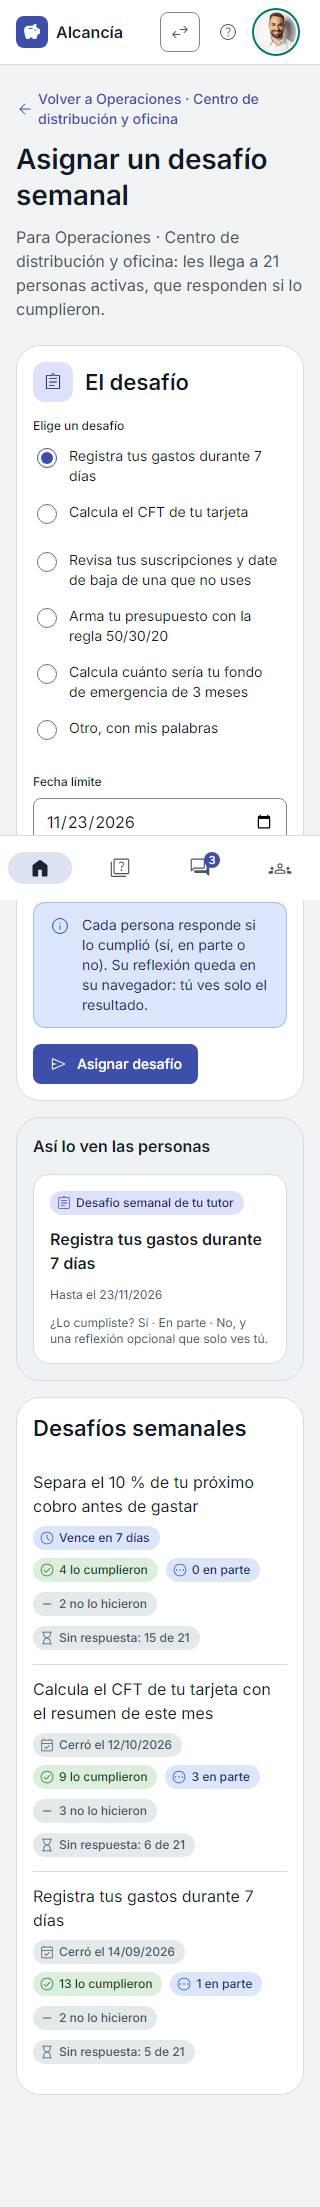 Alcancía
Volver a Operaciones · Centro de
distribución y oficina
Asignar un desafío
semanal
Para Operaciones · Centro de
distribución y oficina: les llega a 21
personas activas, que responden si lo
cumplieron.
El desafío
Elige un desafío
Registra tus gastos durante 7
días
Calcula el CFT de tu tarjeta
Revisa tus suscripciones y date
de baja de una que no uses
Arma tu presupuesto con la
regla 50/30/20
Calcula cuánto sería tu fondo
de emergencia de 3 meses
Otro, con mis palabras
Fecha límite
11/23/2026
3
Cada persona responde si
lo cumplió (sí, en parte o
no). Su reflexión queda en
su navegador: tú ves solo el
resultado.
Asignar desafío
Así lo ven las personas
Desafío semanal de tu tutor
Registra tus gastos durante
7 días
Hasta el 23/11/2026
¿Lo cumpliste? Sí · En parte · No, y
una reflexión opcional que solo ves tú.
Desafíos semanales
Separa el 10 % de tu próximo
cobro antes de gastar
Vence en 7 días
4 lo cumplieron 0 en parte
2 no lo hicieron
Sin respuesta: 15 de 21
Calcula el CFT de tu tarjeta con
el resumen de este mes
Cerró el 12/10/2026
9 lo cumplieron 3 en parte
3 no lo hicieron
Sin respuesta: 6 de 21
Registra tus gastos durante 7
días
Cerró el 14/09/2026
13 lo cumplieron 1 en parte
2 no lo hicieron
Sin respuesta: 5 de 21